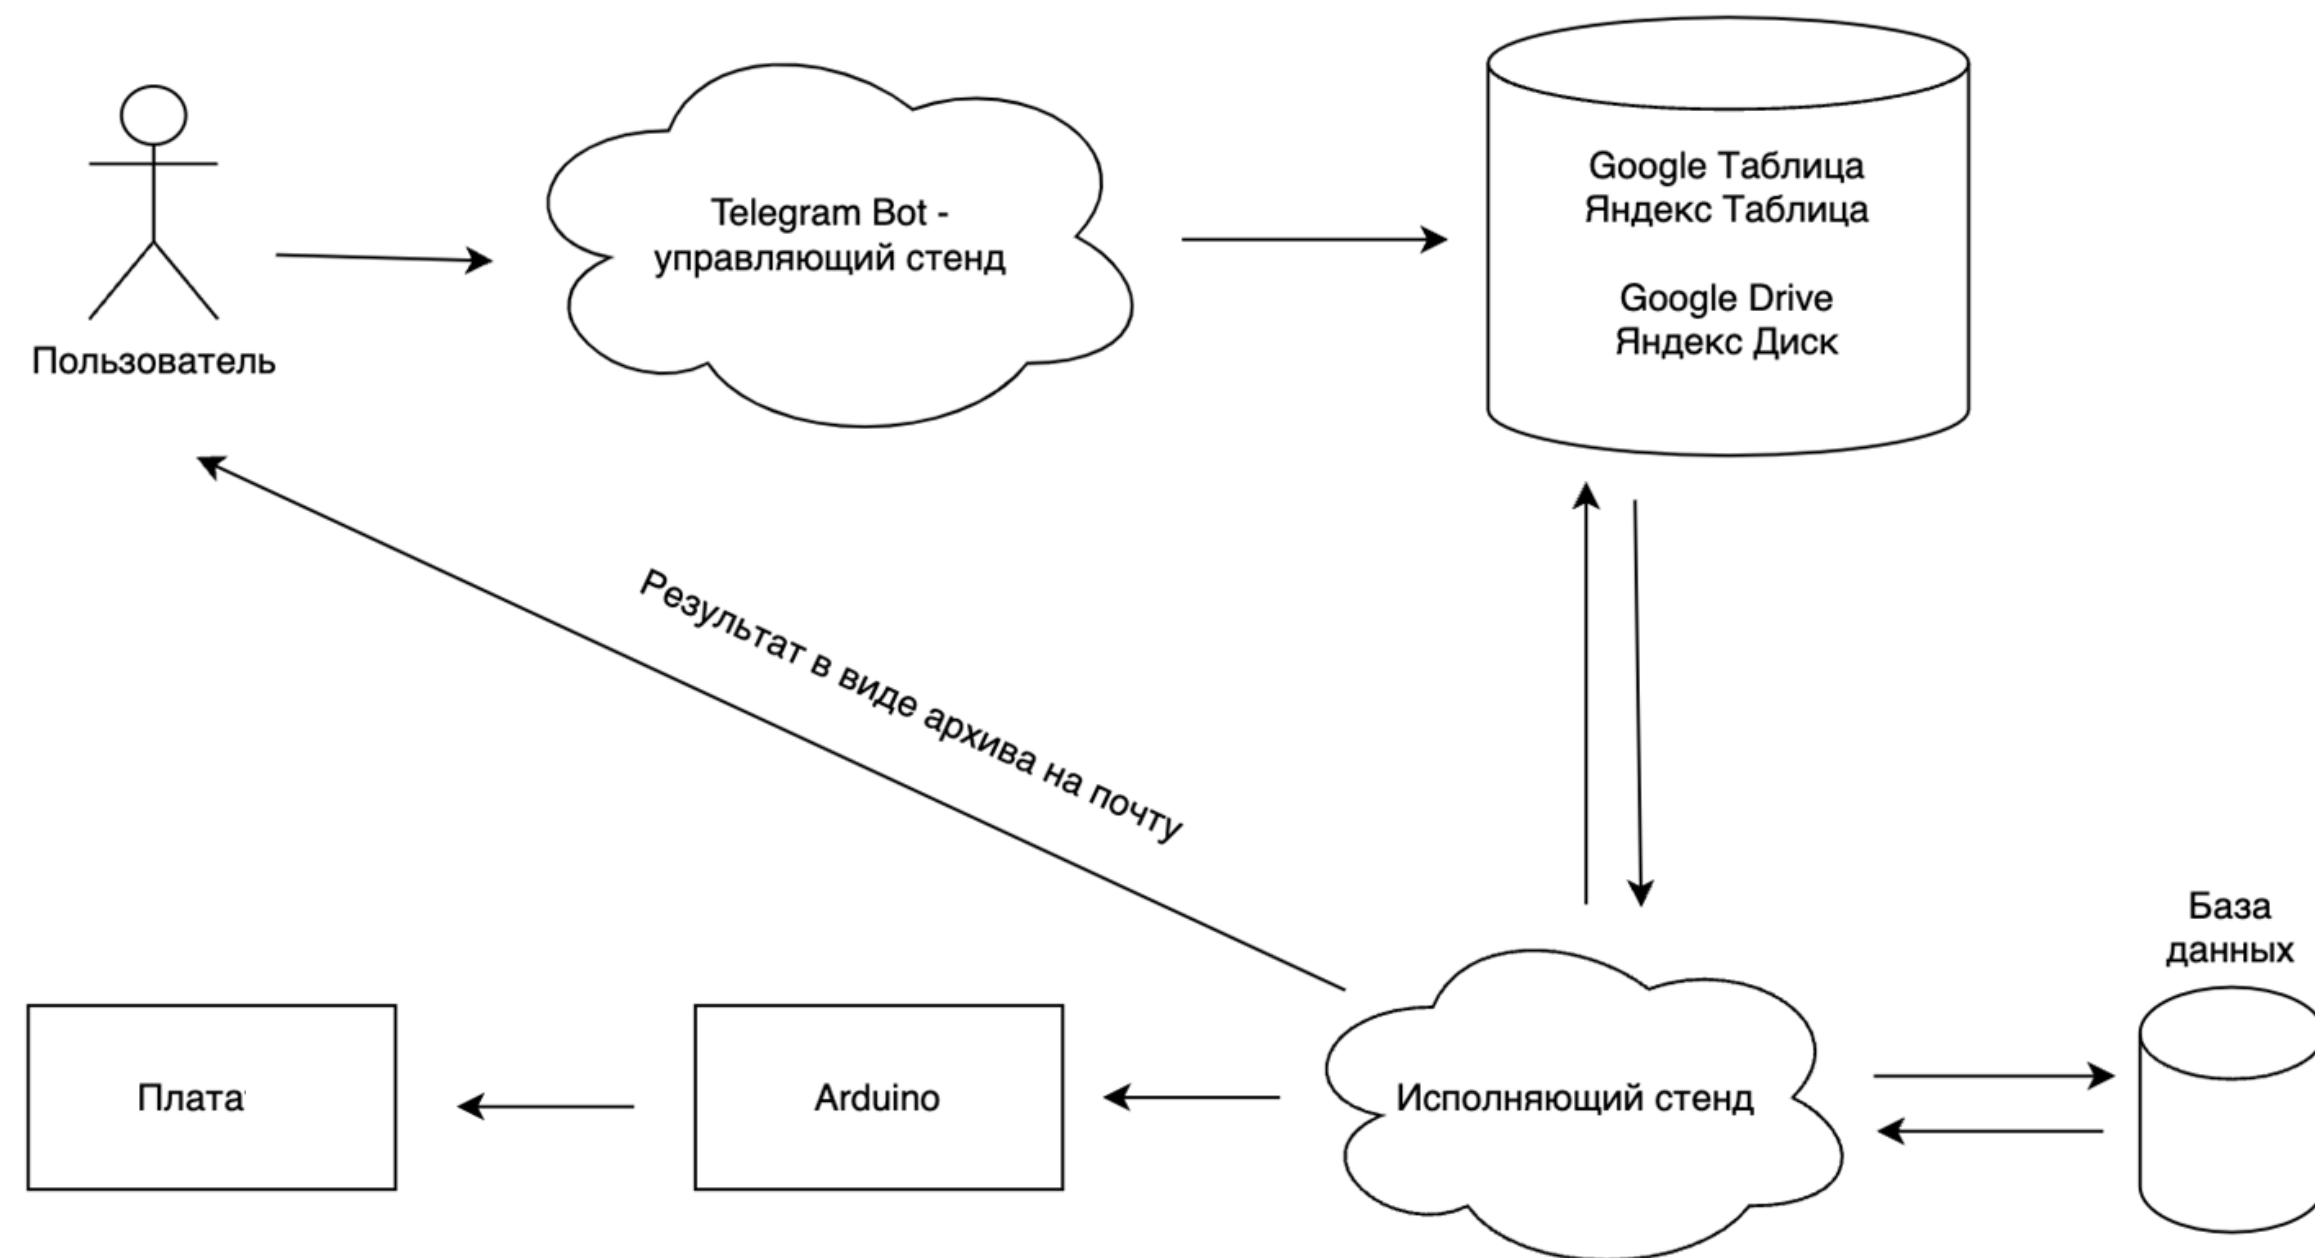 Пользователь
Telegram Bot -
управляющий стенд
Google Таблица
Яндекс Таблица
Google Drive
Яндекс Диск
Результат в виде архива на почту
Плата
Arduino
Исполняющий стенд
База
данных